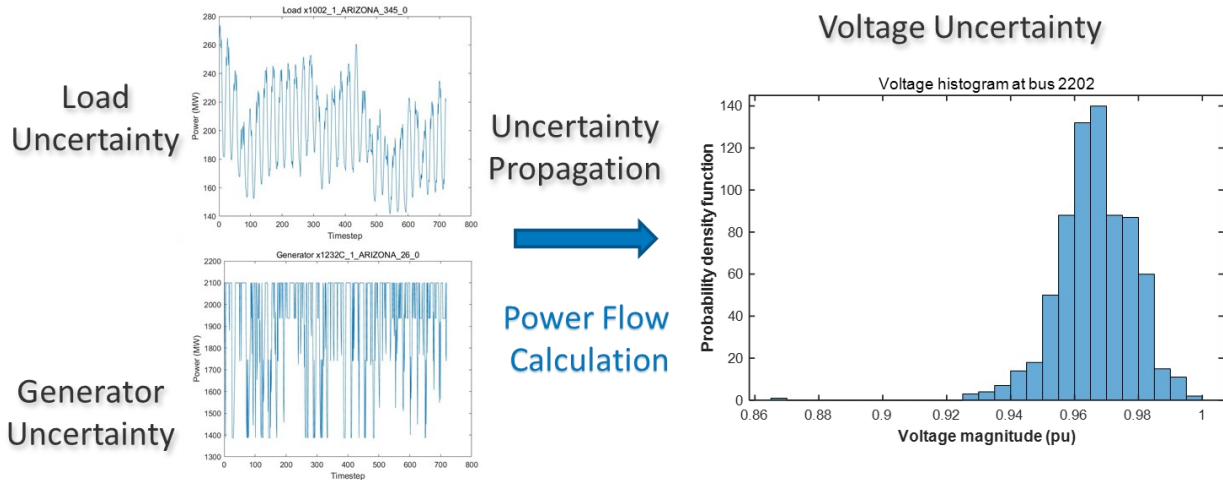 Load
Uncertainty
Load x1002_1_ARIZONA_345_0
Power (MW)
280
260
240
220
200
180
160
140
0 100 200 300 400 500 600 700 800
Timestep
Generator
Uncertainty
Generator x1232C_1_ARIZONA_26_0
Power (MW)
2200
2100
2000
1900
1800
1700
1600
1500
1400
1300
0 100 200 300 400 500 600 700 800
Timestep
Uncertainty
Propagation
Power Flow
Calculation
Voltage Uncertainty
Voltage histogram at bus 2202
Probability density function
140
120
100
80
60
40
20
0
0.86 0.88 0.9 0.92 0.94 0.96 0.98 1
Voltage magnitude (pu)